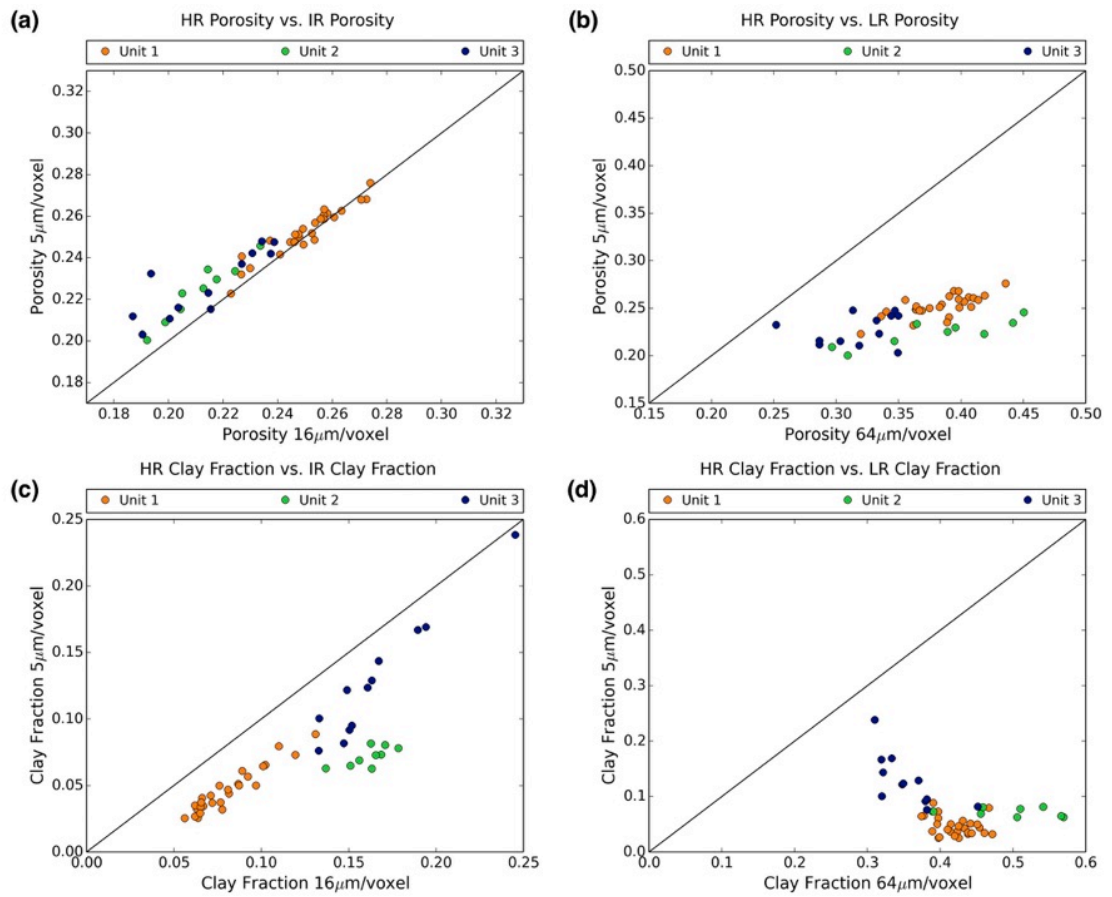 (a)
HR Porosity vs. IR Porosity
Unit 1 Unit 2 Unit 3
0.32
0.30
0.28
0.26
0.24
0.22
0.20
0.18
Porosity 5μm/voxel
0.18 0.20 0.22 0.24 0.26 0.28 0.30 0.32
Porosity 16μm/voxel
(b)
HR Porosity vs. LR Porosity
Unit 1 Unit 2 Unit 3
0.50
0.45
0.40
0.35
0.30
0.25
0.20
0.15
Porosity 5μm/voxel
0.15 0.20 0.25 0.30 0.35 0.40 0.45 0.50
Porosity 64μm/voxel
(c)
HR Clay Fraction vs. IR Clay Fraction
Unit 1 Unit 2 Unit 3
0.25
0.20
0.15
0.10
0.05
0.00
Clay Fraction 5μm/voxel
0.00 0.05 0.10 0.15 0.20 0.25
Clay Fraction 16μm/voxel
(d)
HR Clay Fraction vs. LR Clay Fraction
Unit 1 Unit 2 Unit 3
0.6
0.5
0.4
0.3
0.2
0.1
0.0
Clay Fraction 5μm/voxel
0.0 0.1 0.2 0.3 0.4 0.5 0.6
Clay Fraction 64μm/voxel